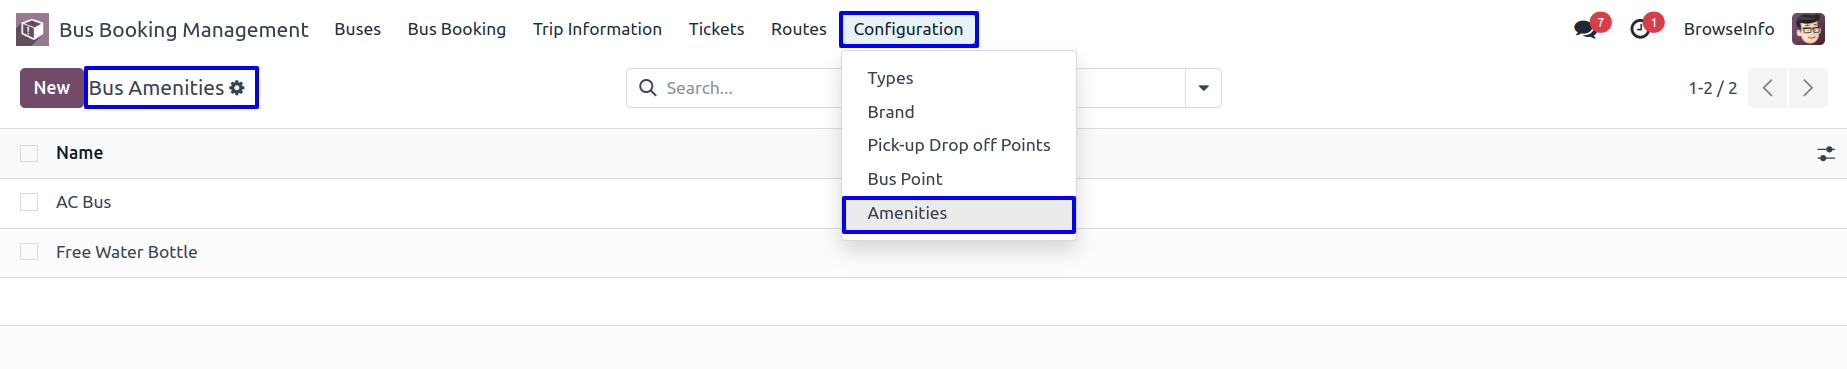 Bus Booking Management Buses Bus Booking Trip Information Tickets Routes Configuration 7 1 BrowseInfo
New Bus Amenities Search... 1-2 / 2
Types
Brand
Pick-up Drop off Points
Bus Point
Amenities
Name
AC Bus
Free Water Bottle